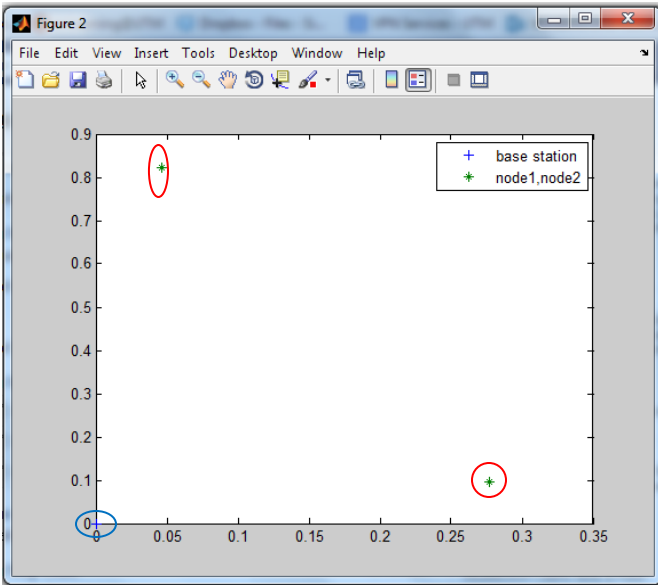 Figure 2
File Edit View Insert Tools Desktop Window Help
0.9
0.8
0.7
0.6
0.5
0.4
0.3
0.2
0.1
0
0 0.05 0.1 0.15 0.2 0.25 0.3 0.35
base station
node1,node2